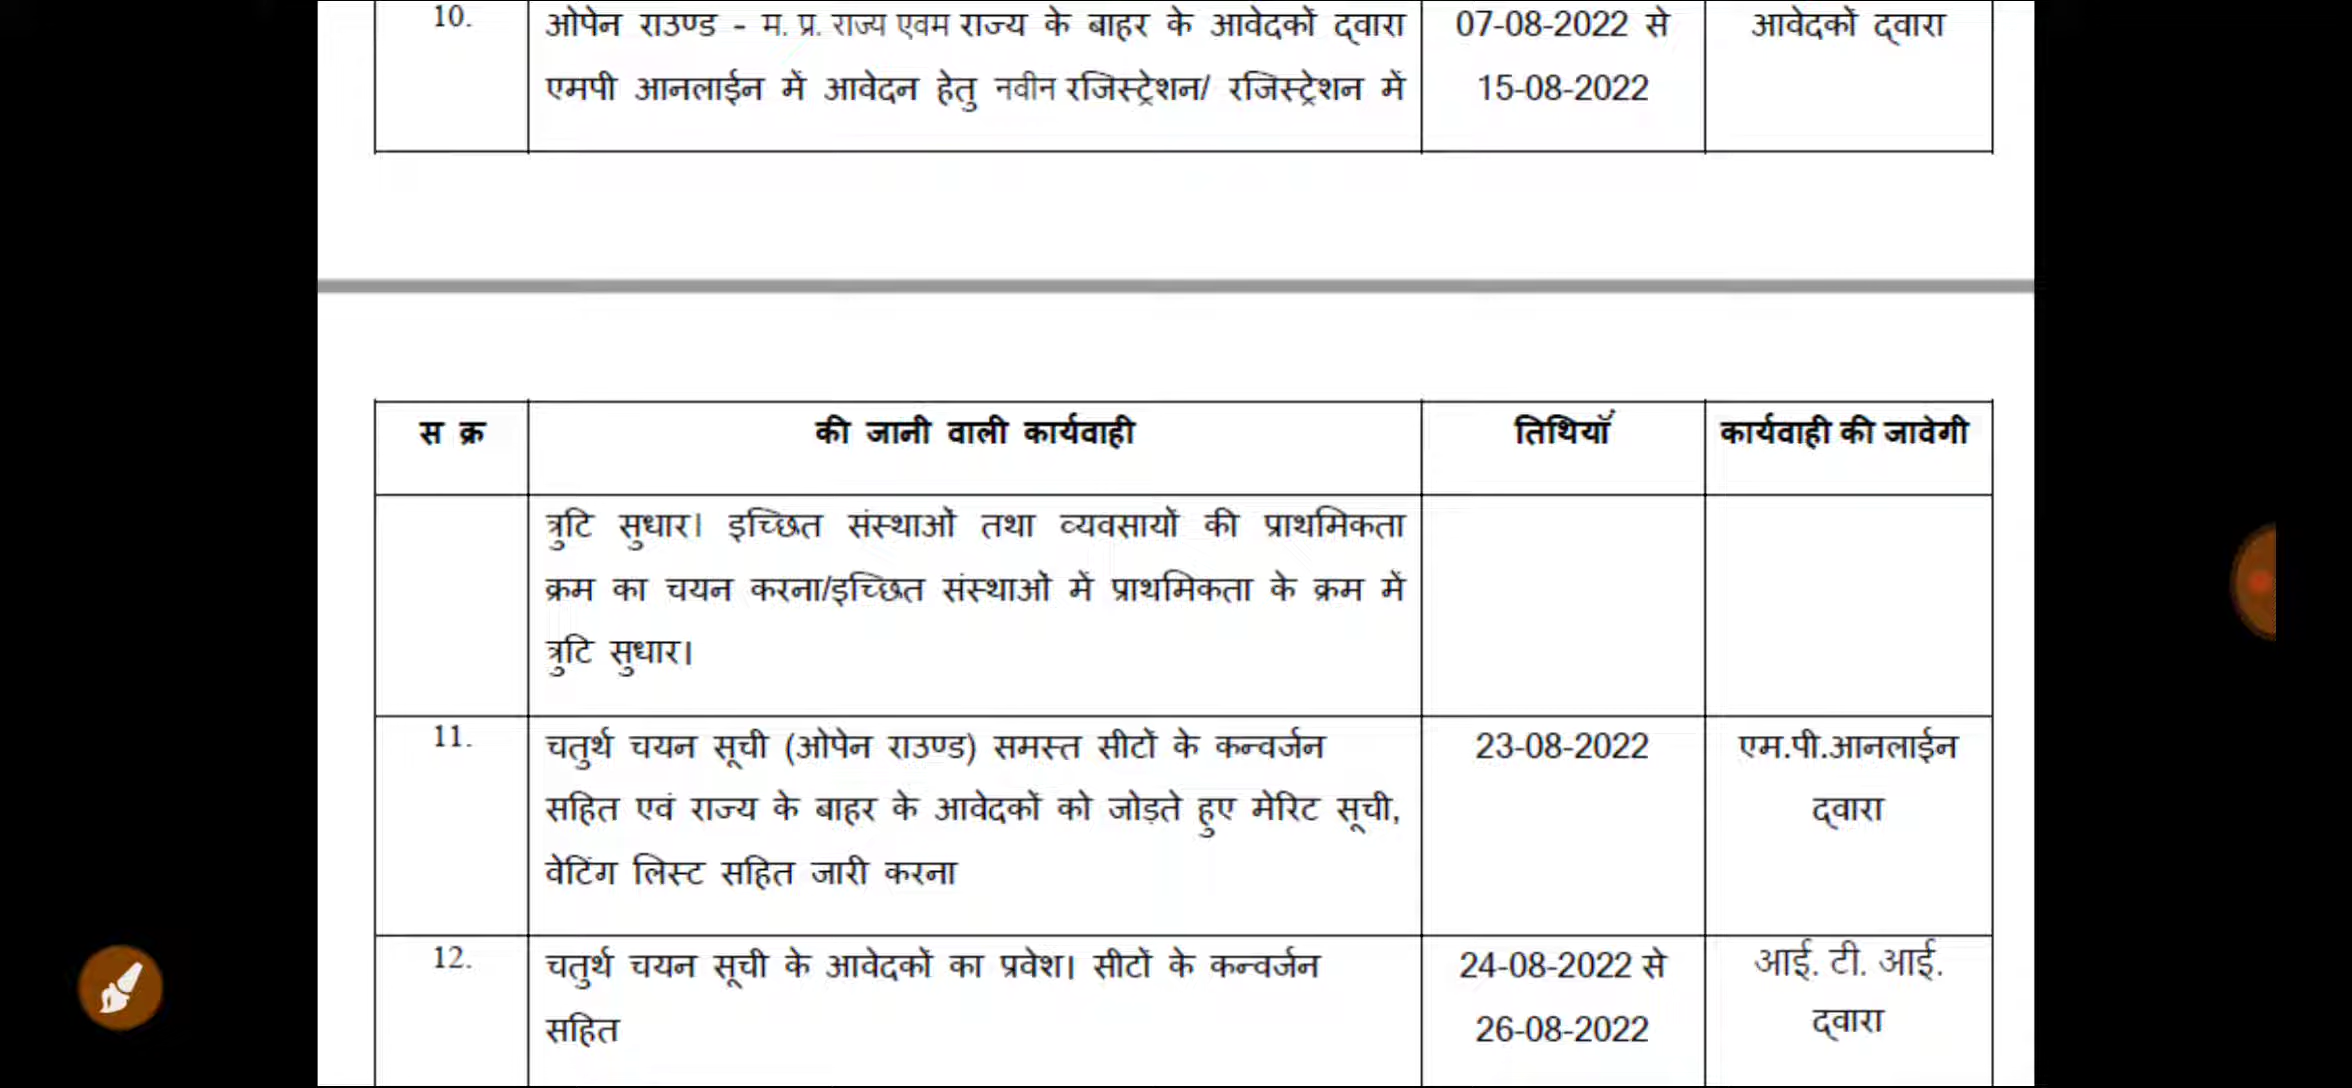 10. ओपेन राउण्ड - म. प्र. राज्य एवम राज्य के बाहर के आवेदकों द्वारा 07-08-2022 से आवेदकों द्वारा
एमपी आनलाईन में आवेदन हेतु नवीन रजिस्ट्रेशन/ रजिस्ट्रेशन में 15-08-2022
स क्र की जानी वाली कार्यवाही तिथियाँ कार्यवाही की जावेगी
त्रुटि सुधार। इच्छित संस्थाओं तथा व्यवसायों की प्राथमिकता
क्रम का चयन करना/इच्छित संस्थाओं में प्राथमिकता के क्रम में
त्रुटि सुधार।
11. चतुर्थ चयन सूची (ओपेन राउण्ड) समस्त सीटों के कन्वर्जन 23-08-2022 एम.पी.आनलाईन
सहित एवं राज्य के बाहर के आवेदकों को जोड़ते हुए मेरिट सूची, द्वारा
वेटिंग लिस्ट सहित जारी करना
12. चतुर्थ चयन सूची के आवेदकों का प्रवेश। सीटों के कन्वर्जन 24-08-2022 से आई. टी. आई.
सहित 26-08-2022 द्वारा